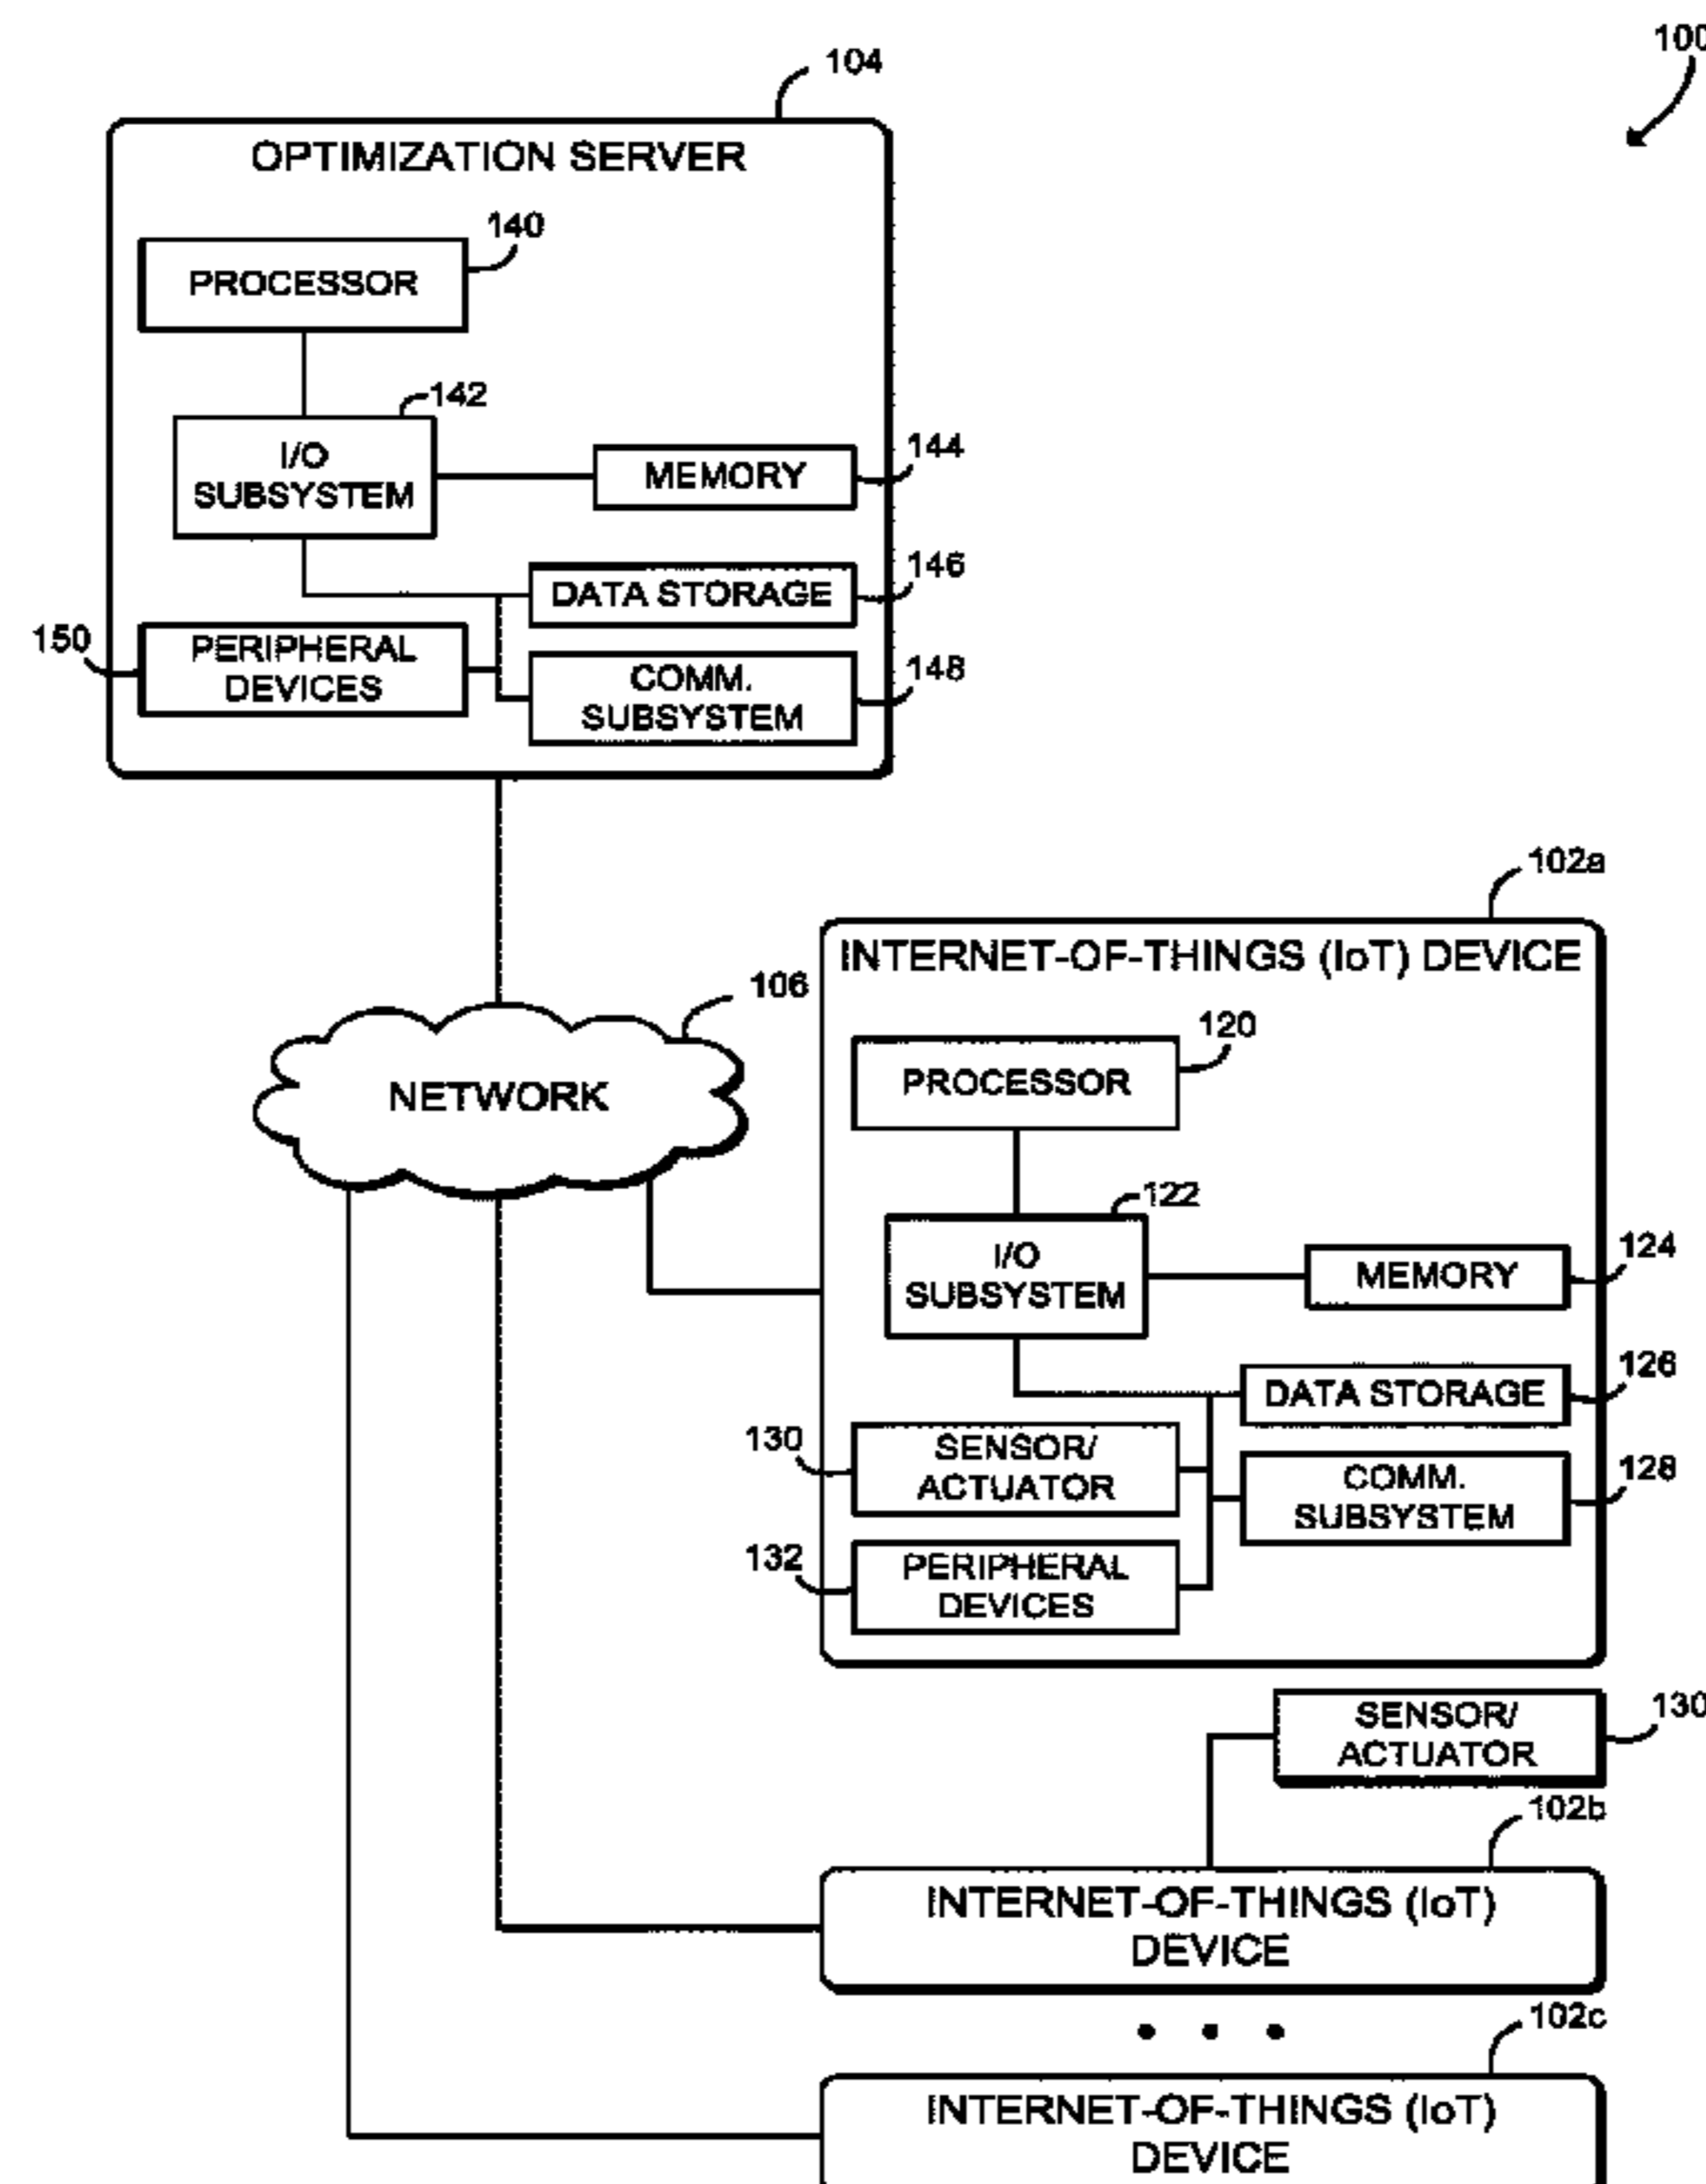 100
104
OPTIMIZATION SERVER
140
PROCESSOR
142
I/O
SUBSYSTEM
144
MEMORY
146
DATA STORAGE
150
PERIPHERAL
DEVICES
148
COMM.
SUBSYSTEM
102a
INTERNET-OF-THINGS (IoT) DEVICE
106
NETWORK
120
PROCESSOR
122
I/O
SUBSYSTEM
124
MEMORY
126
DATA STORAGE
130
SENSOR/
ACTUATOR
128
COMM.
SUBSYSTEM
132
PERIPHERAL
DEVICES
130
SENSOR/
ACTUATOR
102b
INTERNET-OF-THINGS (IoT)
DEVICE
• • •
102c
INTERNET-OF-THINGS (IoT)
DEVICE